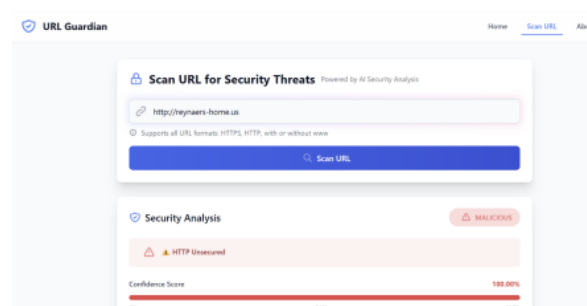 URL Guardian
Home Scan URL Abo
Scan URL for Security Threats Powered by AI Security Analysis
http://reynaers-home.us
Supports all URL formats: HTTPS, HTTP, with or without www
Scan URL
Security Analysis
MALICIOUS
HTTP Unsecured
Confidence Score 100.00%